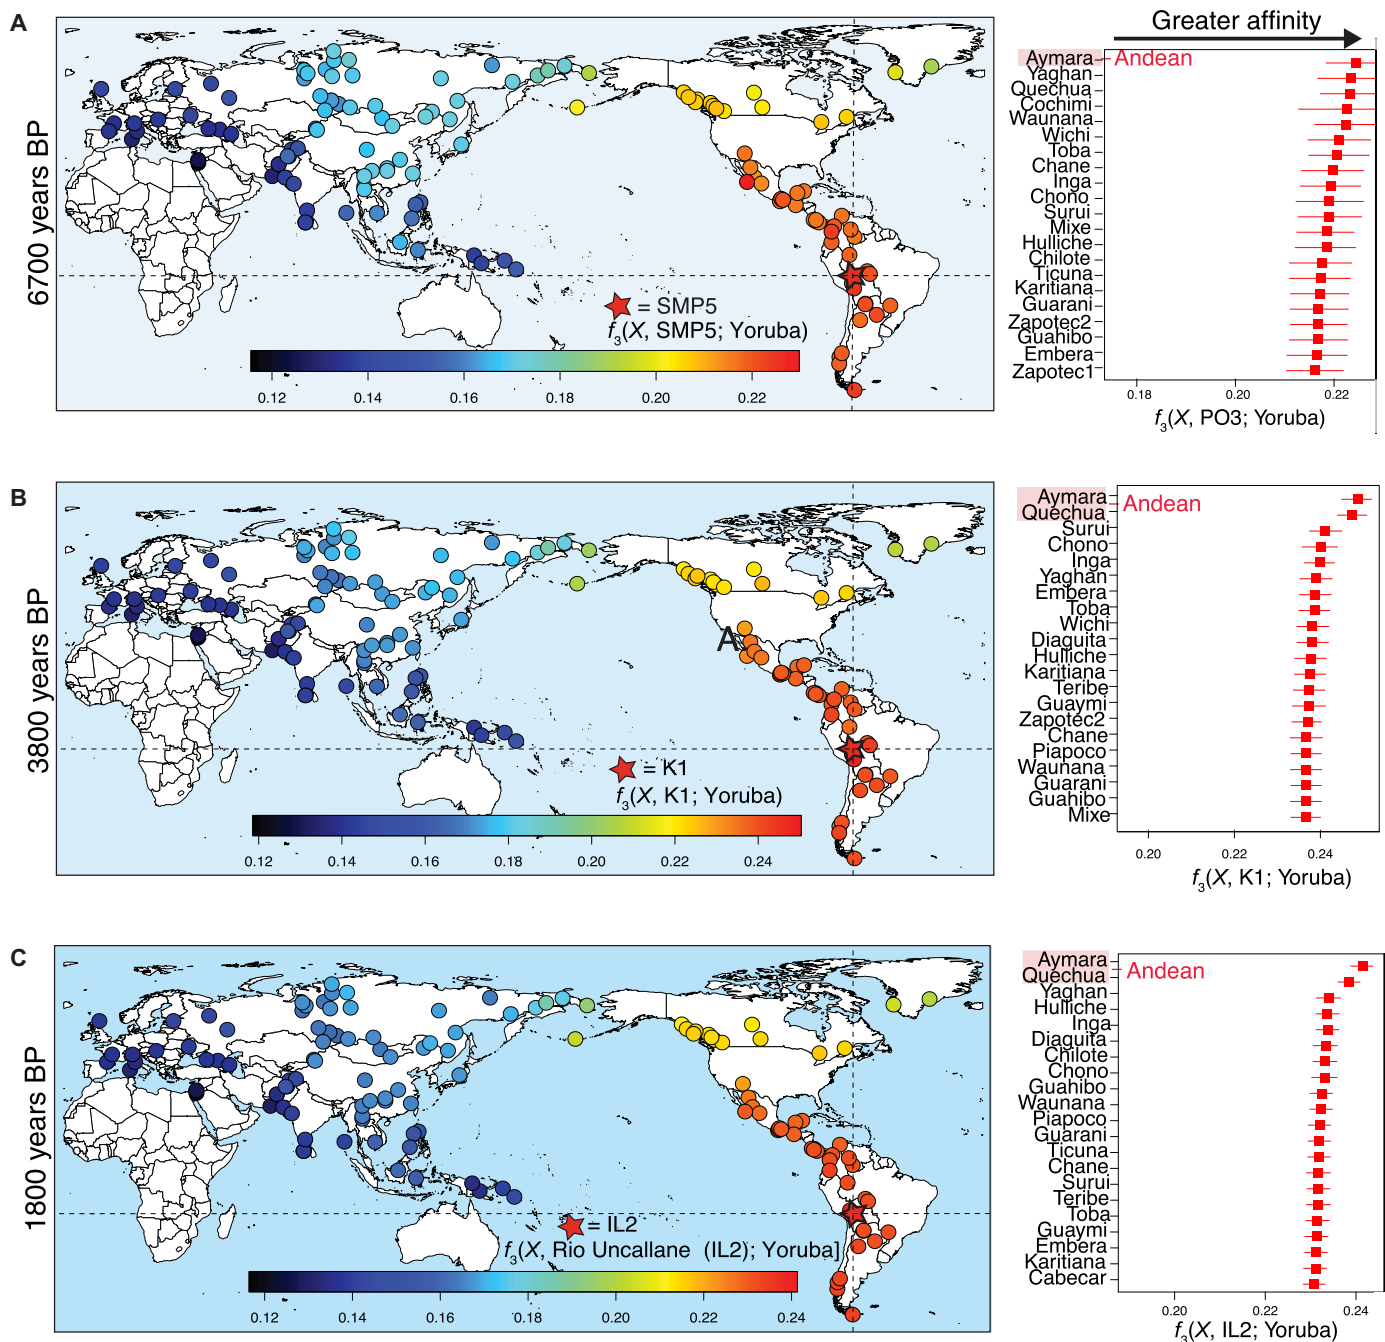 A
6700 years BP
= SMP5
f3(X, SMP5; Yoruba)
0.12
0.14
0.16
0.18
0.20
0.22
Greater affinity
Aymara
Andean
Yaghan
Quechua
Cochimi
Waunana
Wichi
Toba
Chane
Inga
Chono
Surui
Mixe
Hulliche
Chilote
Ticuna
Karitiana
Guarani
Zapotec2
Guahibo
Embera
Zapotec1
0.18
0.20
0.22
f3(X, PO3; Yoruba)
B
3800 years BP
A
= K1
f3(X, K1; Yoruba)
0.12
0.14
0.16
0.18
0.20
0.22
0.24
Aymara
Andean
Quechua
Surui
Chono
Inga
Yaghan
Embera
Toba
Wichi
Diaguita
Hulliche
Karitiana
Teribe
Guaymi
Zapotec2
Chane
Piapoco
Waunana
Guarani
Guahibo
Mixe
0.20
0.22
0.24
f3(X, K1; Yoruba)
C
1800 years BP
= IL2
f3(X, Rio Uncallane (IL2); Yoruba]
0.12
0.14
0.16
0.18
0.20
0.22
0.24
Aymara
Andean
Quechua
Yaghan
Hulliche
Inga
Diaguita
Chilote
Chono
Guahibo
Waunana
Piapoco
Guarani
Ticuna
Chane
Surui
Teribe
Toba
Guaymi
Embera
Karitiana
Cabecar
0.20
0.22
0.24
f3(X, IL2; Yoruba)